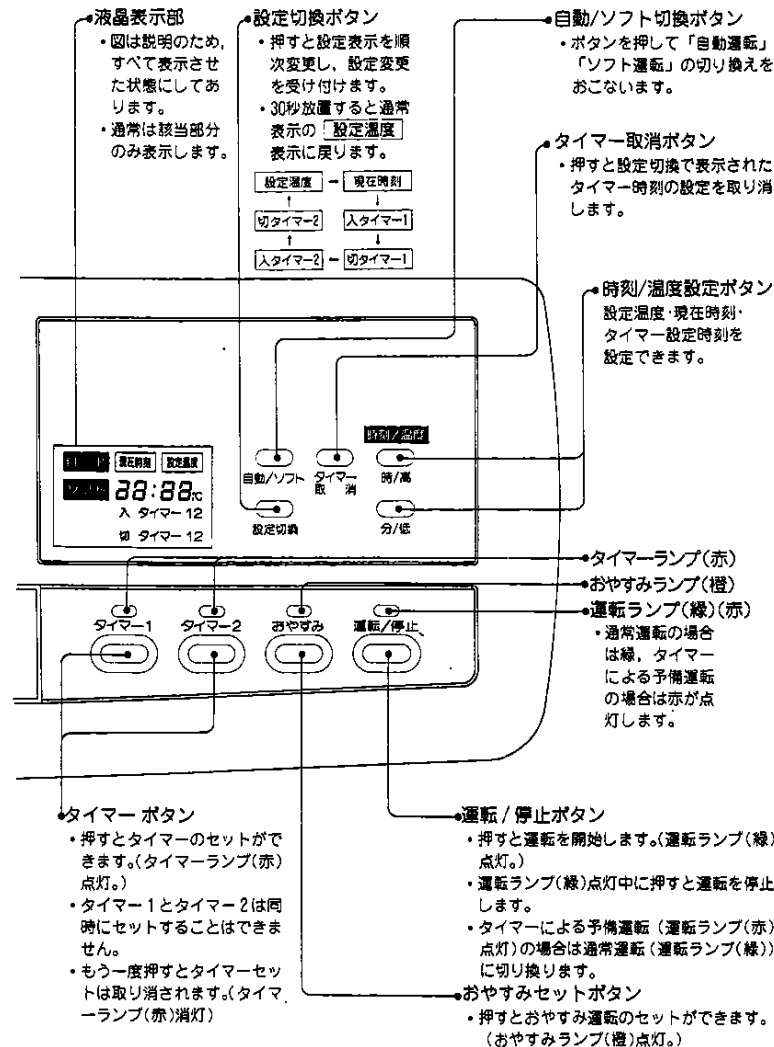 液晶表示部
・図は説明のため，
すべて表示させ
た状態にしてあ
ります。
・通常は該当部分
のみ表示します。
設定切換ボタン
・押すと設定表示を順
次変更し，設定変更
を受け付けます。
・30秒放置すると通常
表示の 設定温度
表示に戻ります。
設定温度 → 現在時刻
↑ ↓
切タイマー2 入タイマー1
↑ ↓
入タイマー2 ← 切タイマー1
自動/ソフト切換ボタン
・ボタンを押して「自動運転」
「ソフト運転」の切り換えを
おこないます。
タイマー取消ボタン
・押すと設定切換で表示された
タイマー時刻の設定を取り消
します。
時刻/温度設定ボタン
設定温度・現在時刻・
タイマー設定時刻を
設定できます。
時刻/温度
現在時刻 設定温度
88:88℃
入 タイマー 12
切 タイマー 12
自動/ソフト
タイマー
取 消
時/高
設定切換
分/低
タイマーランプ(赤)
おやすみランプ(橙)
運転ランプ(緑)(赤)
・通常運転の場合
は緑，タイマー
による予備運転
の場合は赤が点
灯します。
タイマー1 タイマー2 おやすみ 運転/停止
タイマー ボタン
・押すとタイマーのセットがで
きます。(タイマーランプ(赤)
点灯。)
・タイマー1とタイマー2は同
時にセットすることはできま
せん。
・もう一度押すとタイマーセッ
トは取り消されます。(タイマ
ーランプ(赤)消灯)
運転/停止ボタン
・押すと運転を開始します。(運転ランプ(緑)
点灯。)
・運転ランプ(緑)点灯中に押すと運転を停止
します。
・タイマーによる予備運転(運転ランプ(赤)
点灯)の場合は通常運転(運転ランプ(緑))
に切り換ります。
おやすみセットボタン
・押すとおやすみ運転のセットができます。
(おやすみランプ(橙)点灯。)